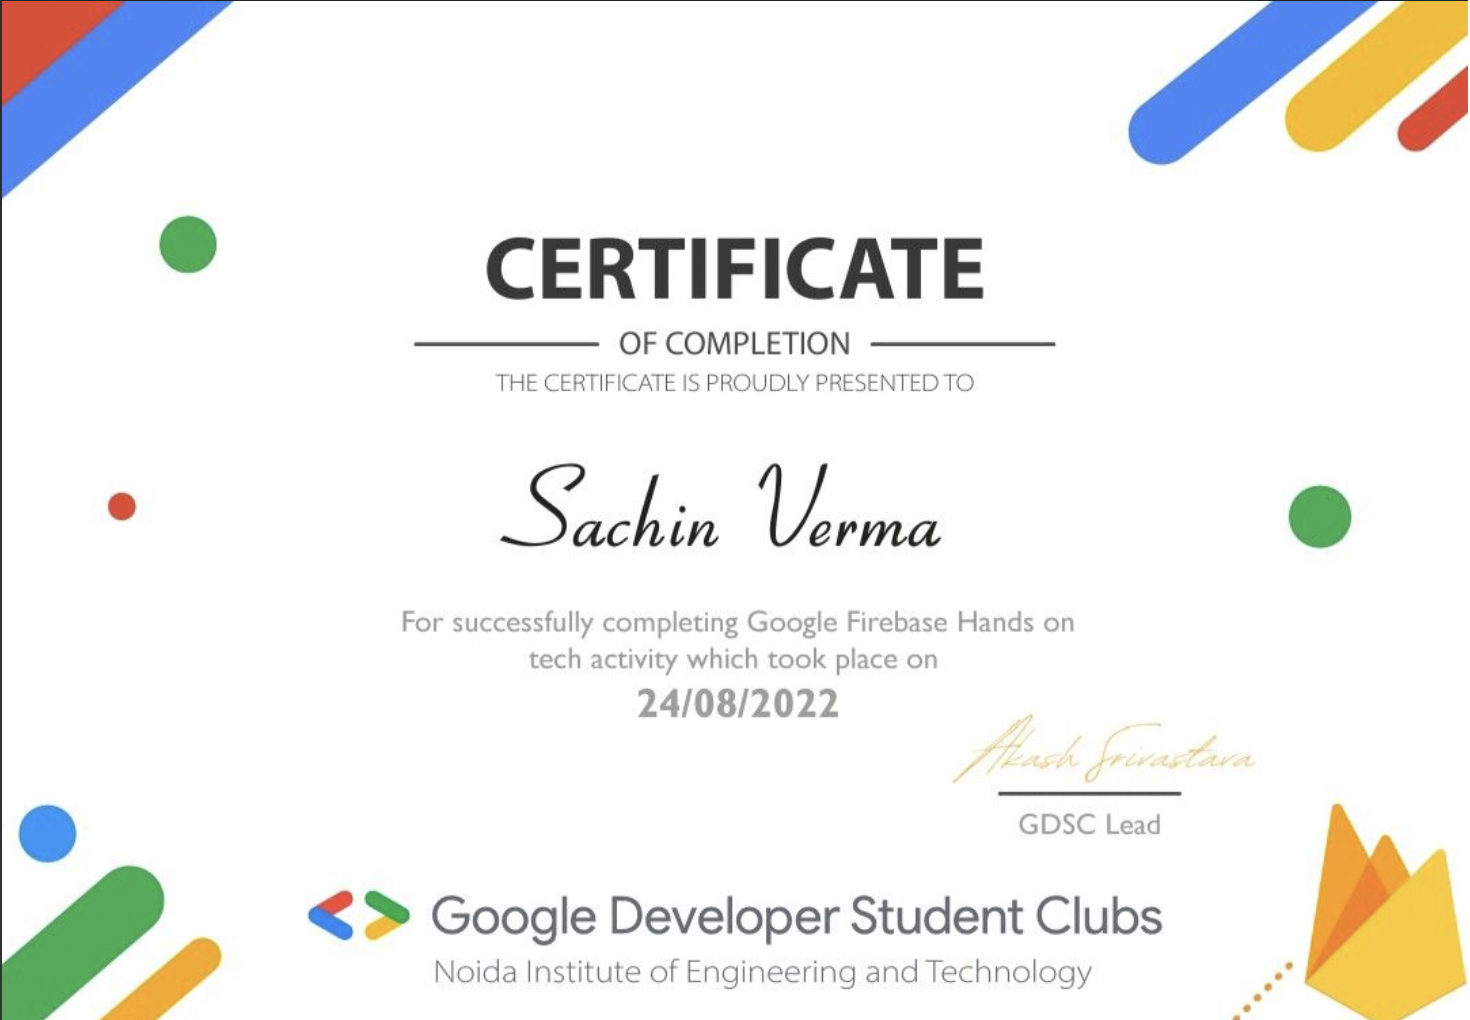 CERTIFICATE
OF COMPLETION
THE CERTIFICATE IS PROUDLY PRESENTED TO
Sachin Verma
For successfully completing Google Firebase Hands on
tech activity which took place on
24/08/2022
Akash Srivastava
GDSC Lead
Google Developer Student Clubs
Noida Institute of Engineering and Technology